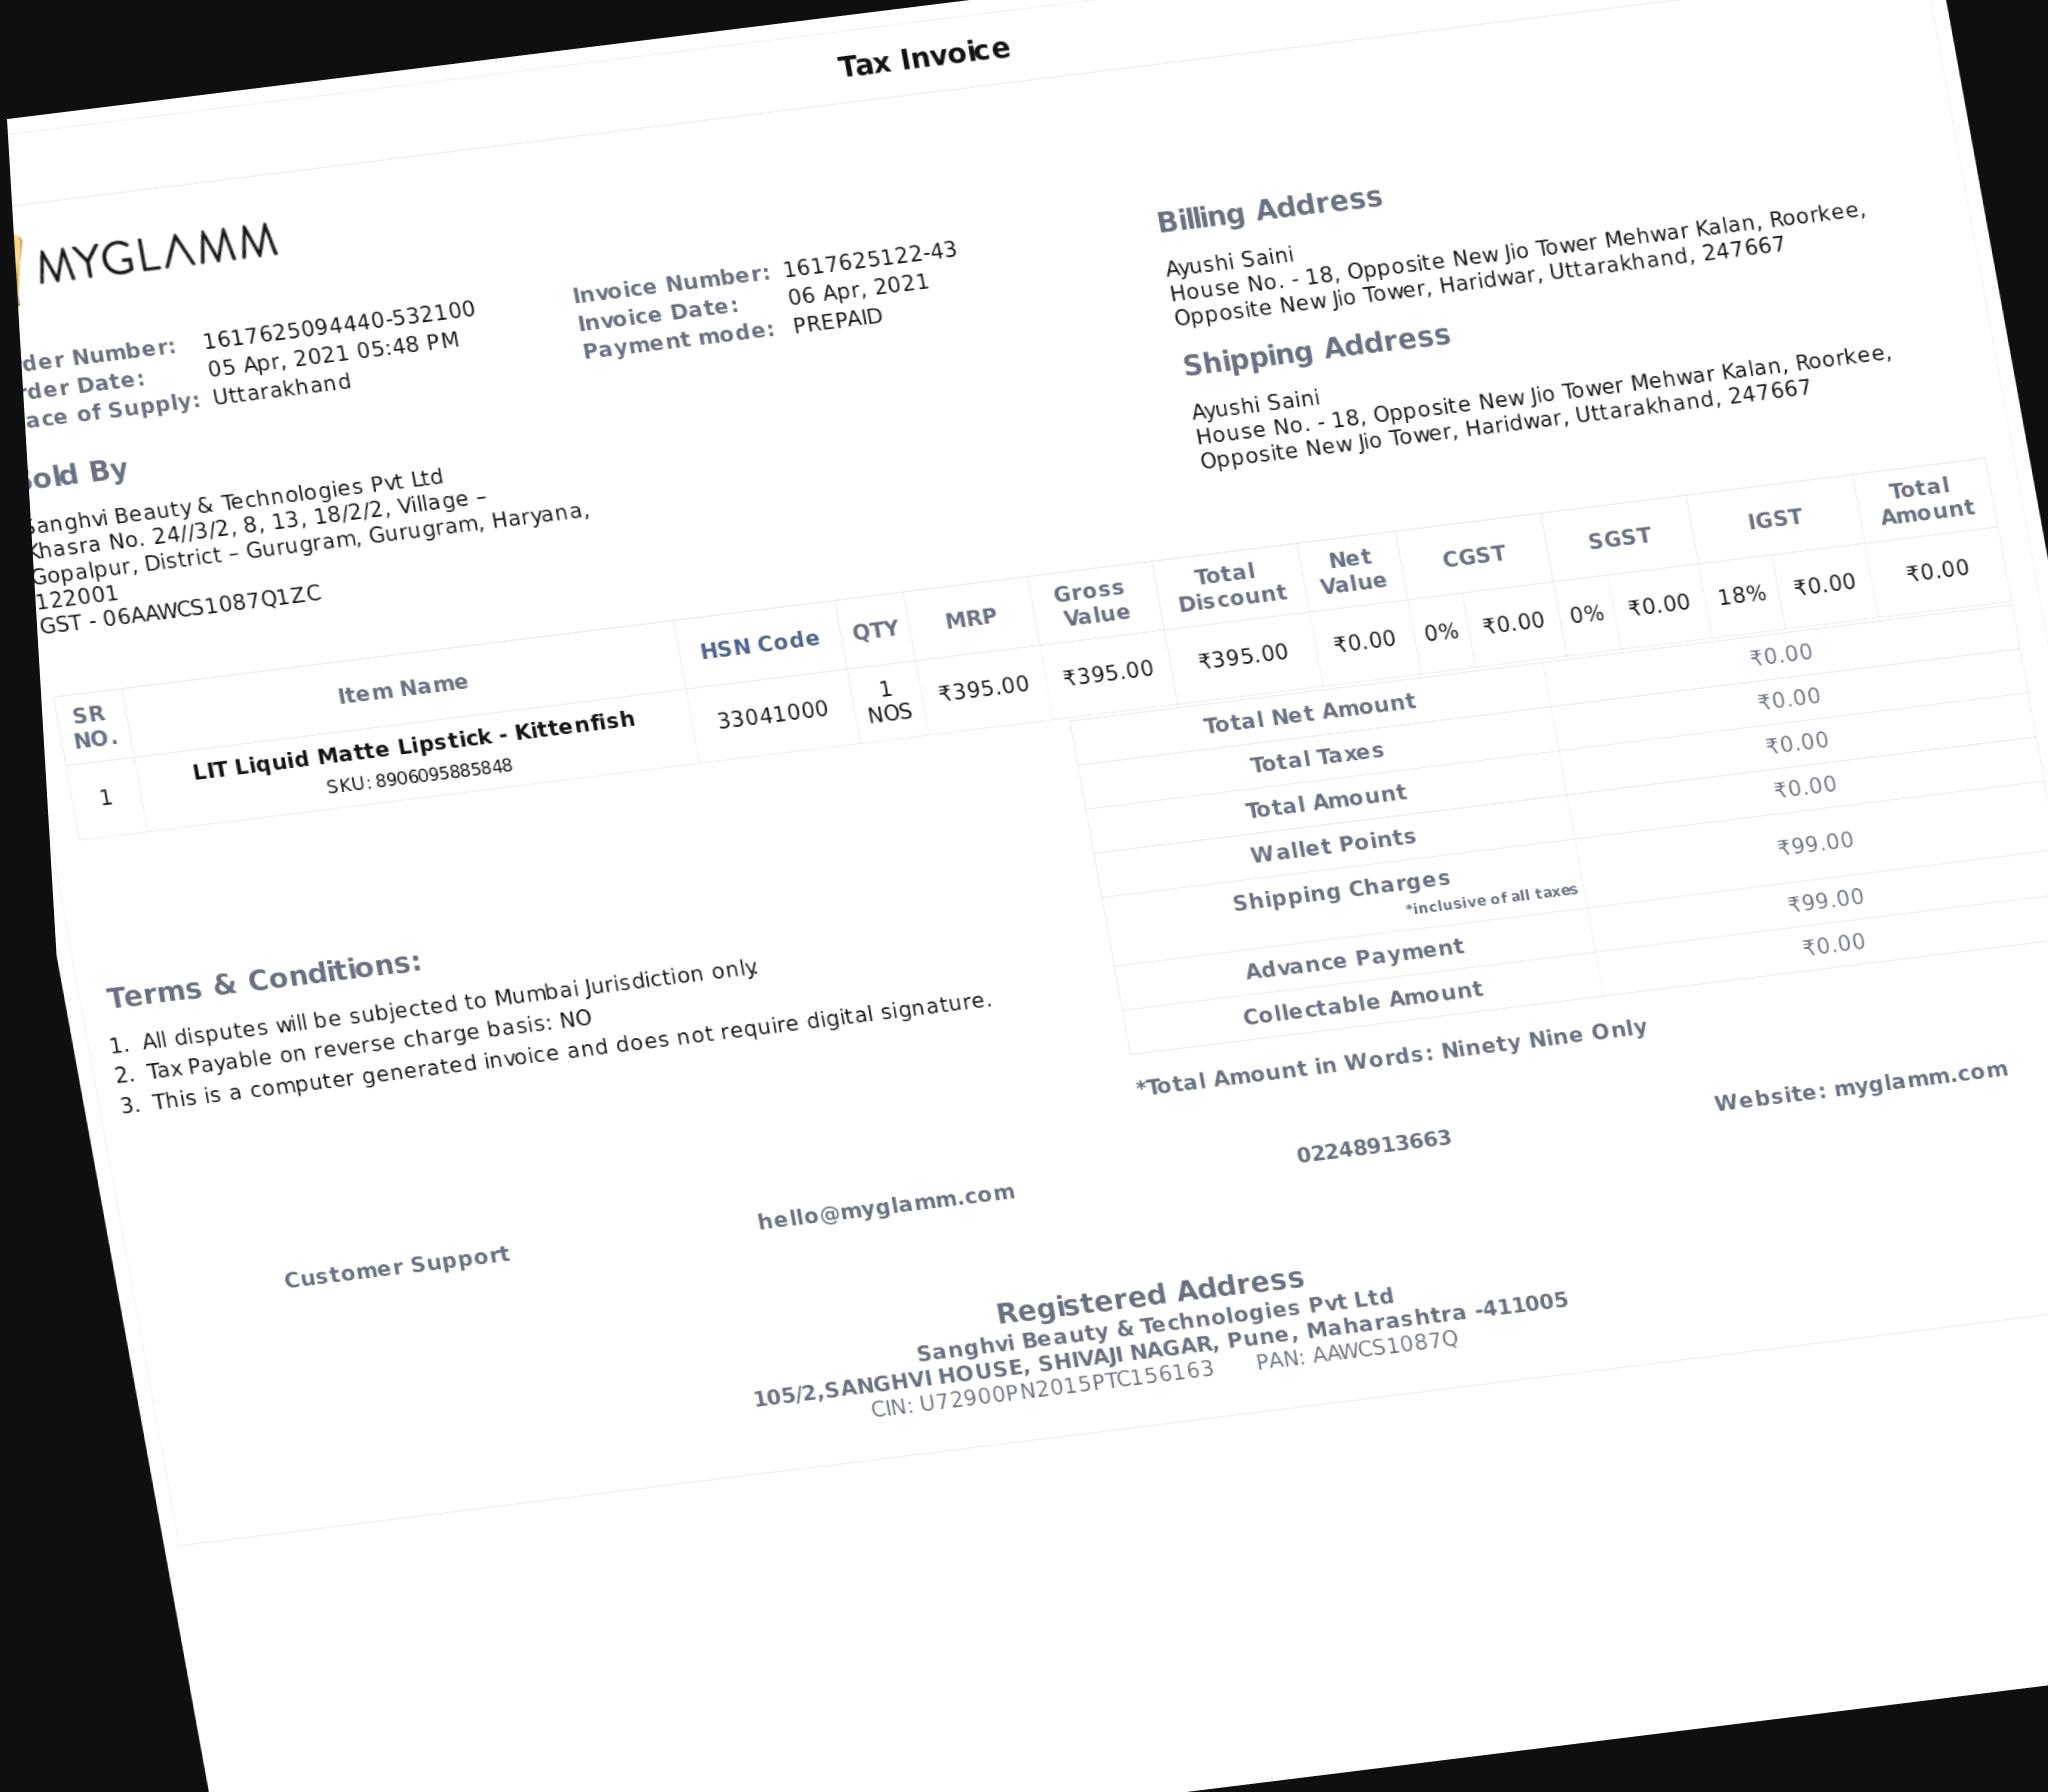 Tax Invoice
MYGLAMM
der Number: 1617625094440-532100
rder Date: 05 Apr, 2021 05:48 PM
ace of Supply: Uttarakhand
Invoice Number: 1617625122-43
Invoice Date: 06 Apr, 2021
Payment mode: PREPAID
Billing Address
Ayushi Saini
House No. - 18, Opposite New Jio Tower Mehwar Kalan, Roorkee,
Opposite New Jio Tower, Haridwar, Uttarakhand, 247667
Shipping Address
Ayushi Saini
House No. - 18, Opposite New Jio Tower Mehwar Kalan, Roorkee,
Opposite New Jio Tower, Haridwar, Uttarakhand, 247667
Sold By
Sanghvi Beauty & Technologies Pvt Ltd
Khasra No. 24//3/2, 8, 13, 18/2/2, Village –
Gopalpur, District – Gurugram, Gurugram, Haryana,
122001
GST - 06AAWCS1087Q1ZC
SR NO. Item Name HSN Code QTY MRP Gross Value Total Discount Net Value CGST SGST IGST Total Amount
1 LIT Liquid Matte Lipstick - Kittenfish 33041000 1 NOS ₹395.00 ₹395.00 ₹395.00 ₹0.00 0% ₹0.00 0% ₹0.00 18% ₹0.00 ₹0.00
SKU: 8906095885848
Total Net Amount ₹0.00
Total Taxes ₹0.00
Total Amount ₹0.00
Wallet Points ₹0.00
Shipping Charges ₹99.00
*inclusive of all taxes
Advance Payment ₹99.00
Collectable Amount ₹0.00
*Total Amount in Words: Ninety Nine Only
Terms & Conditions:
1. All disputes will be subjected to Mumbai Jurisdiction only.
2. Tax Payable on reverse charge basis: NO
3. This is a computer generated invoice and does not require digital signature.
Customer Support hello@myglamm.com 02248913663 Website: myglamm.com
Registered Address
Sanghvi Beauty & Technologies Pvt Ltd
105/2,SANGHVI HOUSE, SHIVAJI NAGAR, Pune, Maharashtra -411005
CIN: U72900PN2015PTC156163 PAN: AAWCS1087Q